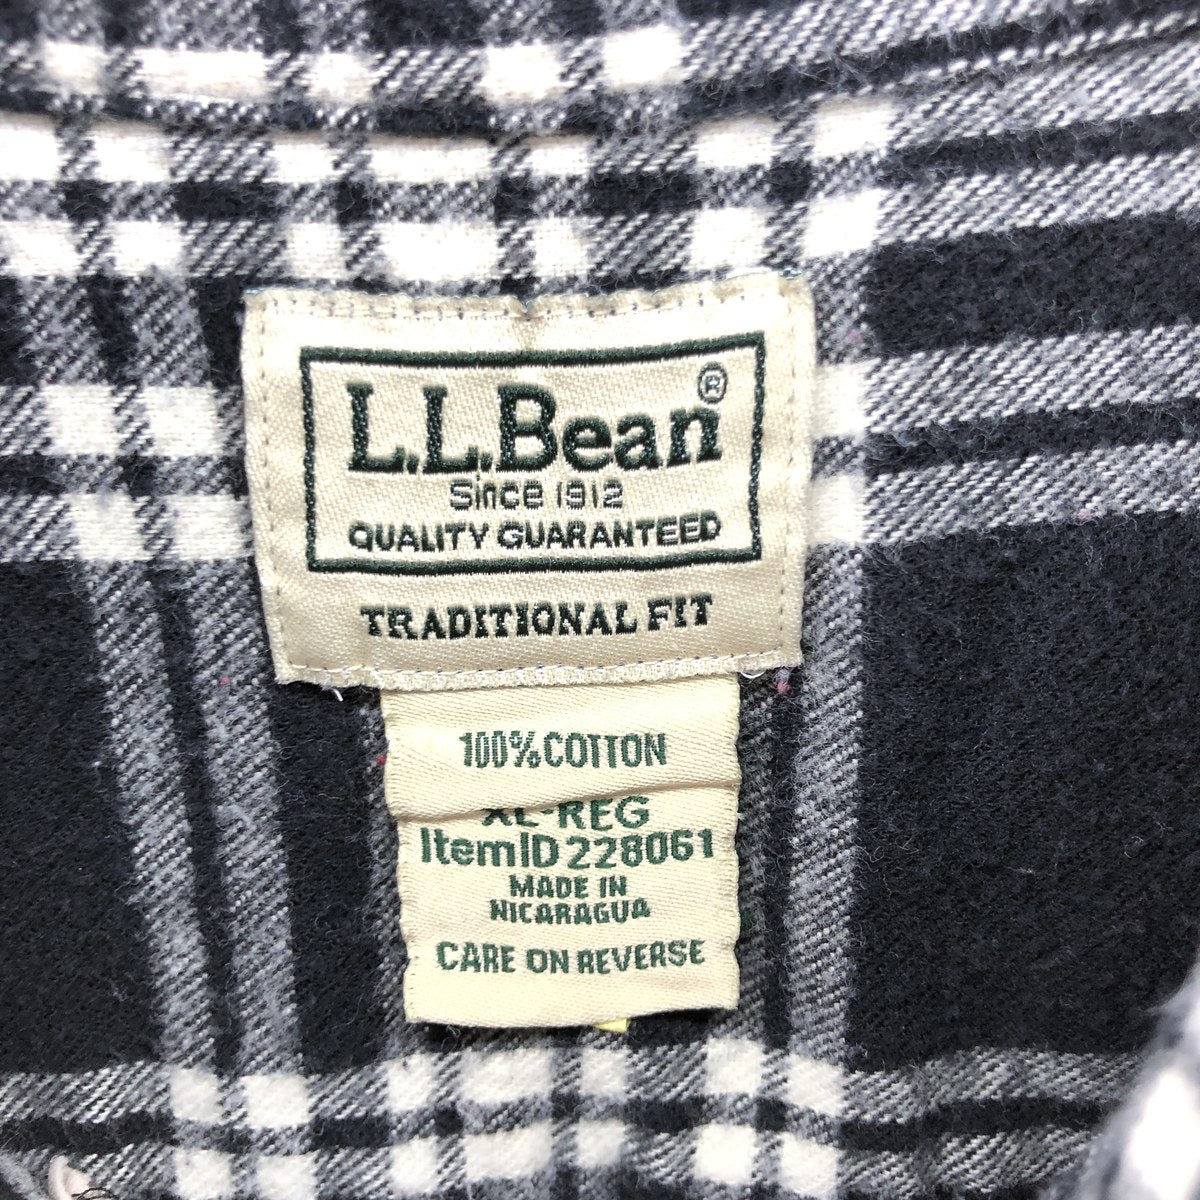 L.L.Bean®
Since 1912
QUALITY GUARANTEED
TRADITIONAL FIT
100% COTTON
XL-REG
ItemID 228061
MADE IN
NICARAGUA
CARE ON REVERSE